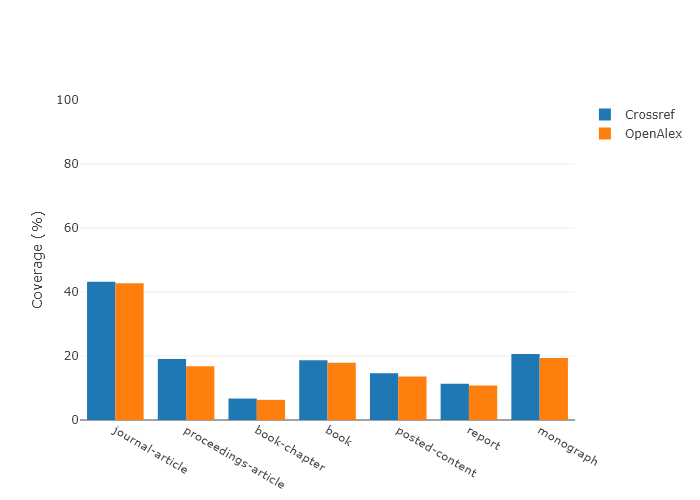 100
80
60
40
20
0
Coverage (%)
journal-article
proceedings-article
book-chapter
book
posted-content
report
monograph
Crossref
OpenAlex